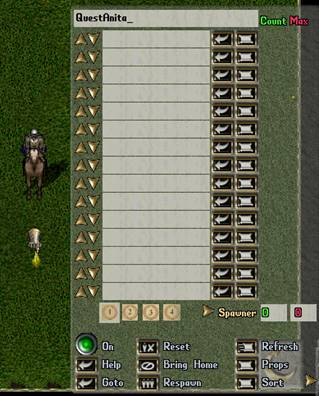 QuestAnita_
Count Max
1 2 3 4 Spawner 0 0
On Reset Refresh
Help Bring Home Props
Goto Respawn Sort